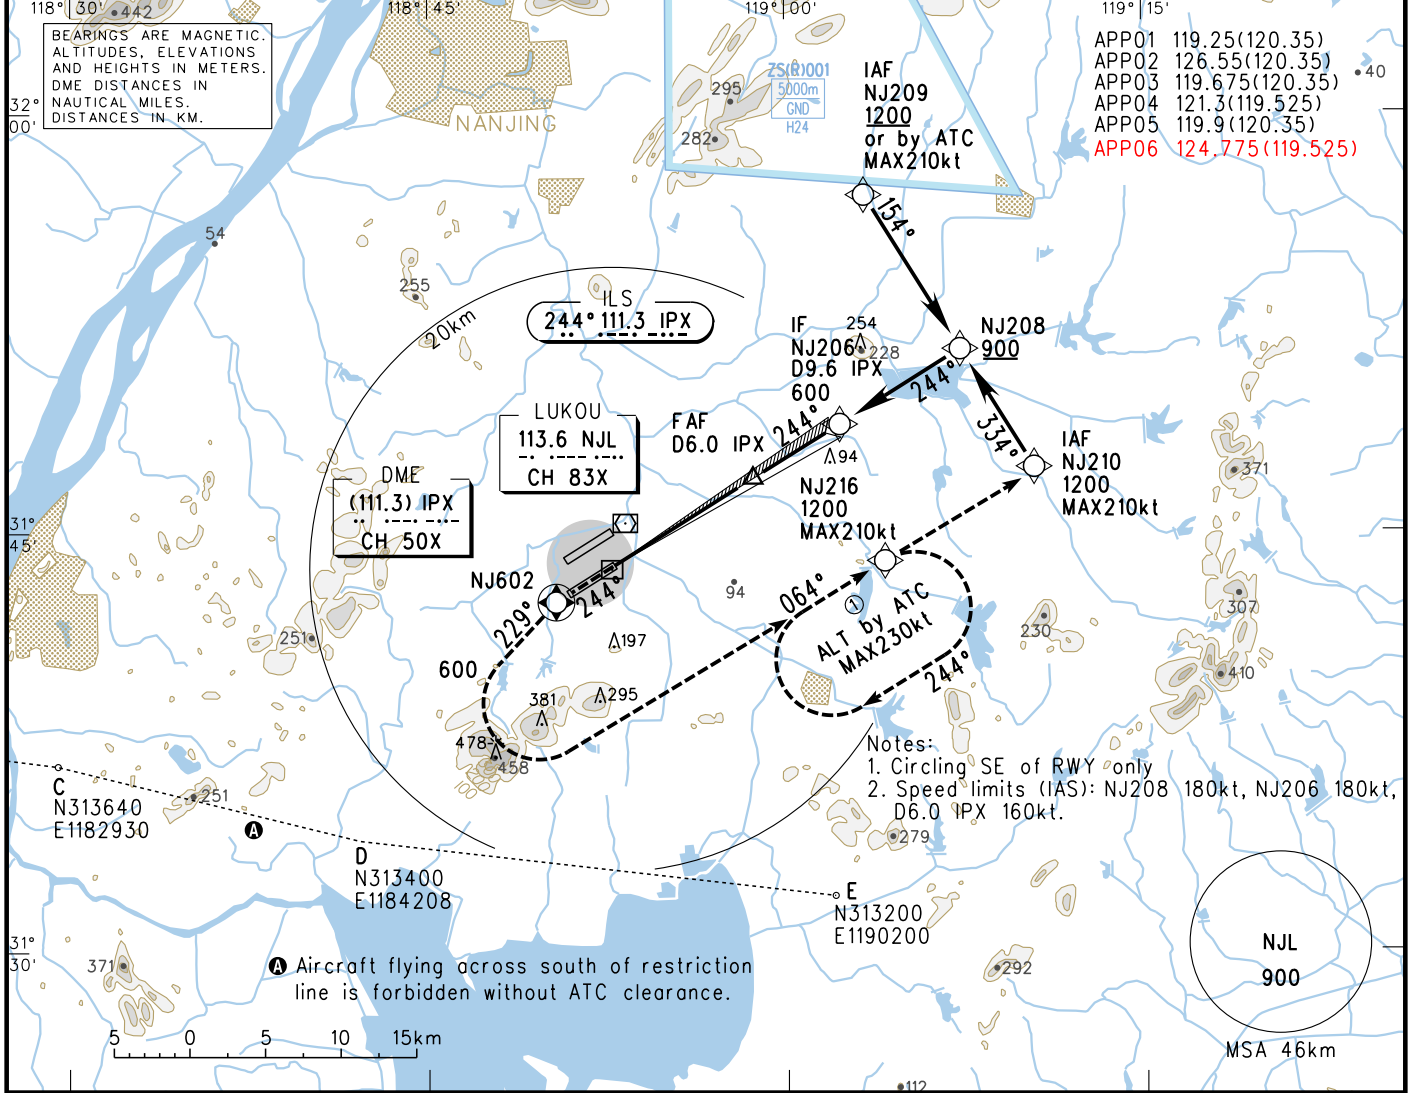 118° 30'
118° 45'
119° 00'
119° 15'
442
BEARINGS ARE MAGNETIC.
ALTITUDES, ELEVATIONS
AND HEIGHTS IN METERS.
DME DISTANCES IN
NAUTICAL MILES.
DISTANCES IN KM.
32°
00'
NANJING
295
282
ZS(R)001
5000m
GND
H24
IAF
NJ209
1200
or by ATC
MAX210kt
APP01 119.25(120.35)
APP02 126.55(120.35)
APP03 119.675(120.35)
APP04 121.3(119.525)
APP05 119.9(120.35)
APP06 124.775(119.525)
40
154°
54
255
20km
ILS
244° 111.3 IPX
IF
NJ206
D9.6 IPX
600
254
228
NJ208
900
244°
LUKOU
113.6 NJL
CH 83X
FAF
D6.0 IPX
244°
94
333°
IAF
NJ210
1200
MAX210kt
371
DME
(111.3) IPX
CH 50X
NJ216
1200
MAX210kt
31°
45'
NJ602
244°
229°
94
064°
1
ALT by ATC
MAX230kt
244°
230
307
410
251
197
600
381
295
478
458
Notes:
1. Circling SE of RWY only
2. Speed limits (IAS): NJ208 180kt, NJ206 180kt,
D6.0 IPX 160kt.
279
C
N313640
E1182930
251
A
D
N313400
E1184208
E
N313200
E1190200
31°
30'
371
A Aircraft flying across south of restriction
line is forbidden without ATC clearance.
292
NJL
900
MSA 46km
5 0 5 10 15km
112